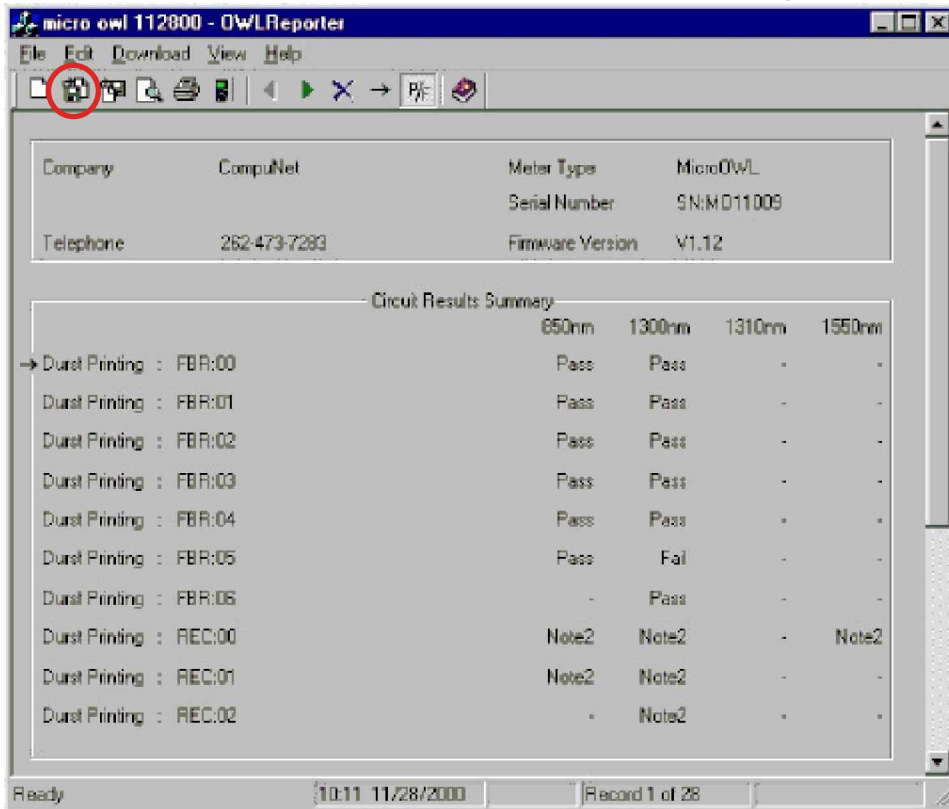 micro owl 112800 - OWLReporter
File Edit Download View Help
P/F
Company CompuNet Meter Type MicroOWL
Serial Number SN:MO11009
Telephone 262-473-7283 Firmware Version V1.12
Circuit Results Summary
850nm 1300nm 1310nm 1550nm
Durst Printing : FBR:00 Pass Pass - -
Durst Printing : FBR:01 Pass Pass - -
Durst Printing : FBR:02 Pass Pass - -
Durst Printing : FBR:03 Pass Pass - -
Durst Printing : FBR:04 Pass Pass - -
Durst Printing : FBR:05 Pass Fail - -
Durst Printing : FBR:06 - Pass - -
Durst Printing : REC:00 Note2 Note2 - Note2
Durst Printing : REC:01 Note2 Note2 - -
Durst Printing : REC:02 - Note2 - -
Ready 10:11 11/28/2000 Record 1 of 28